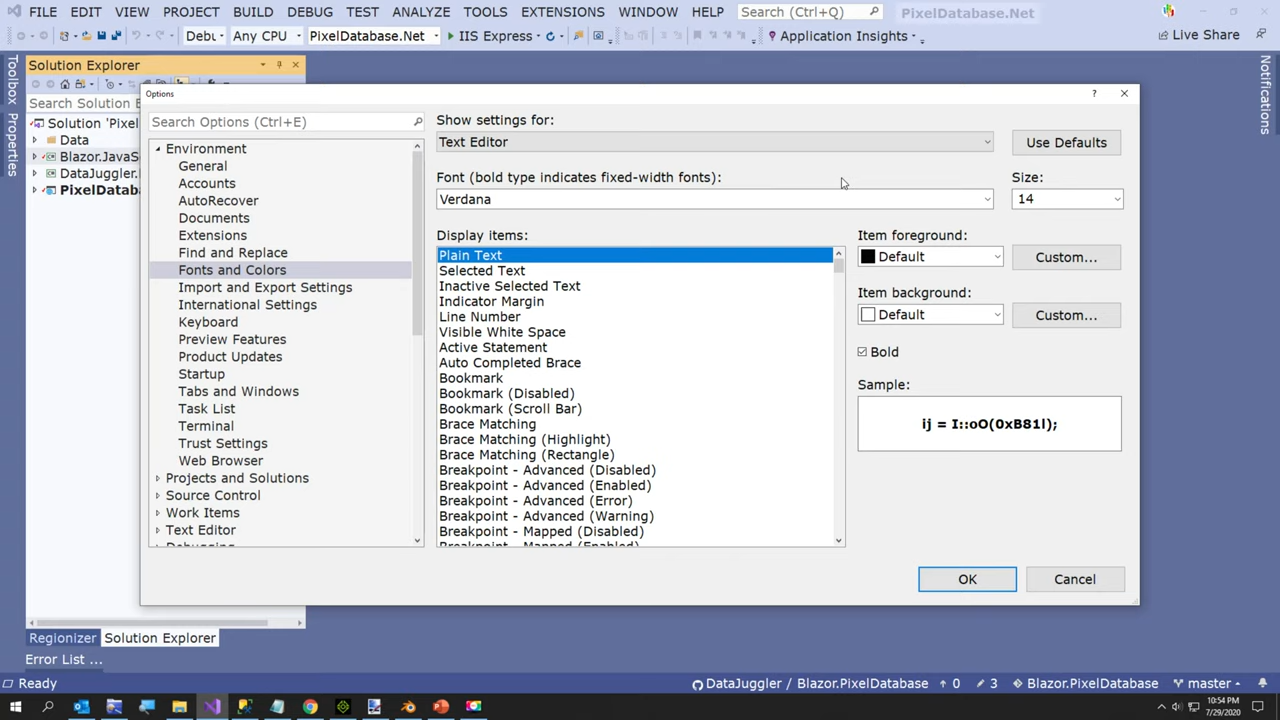 FILE EDIT VIEW PROJECT BUILD DEBUG TEST ANALYZE TOOLS EXTENSIONS WINDOW HELP Search (Ctrl+Q) PixelDatabase.Net
Debu Any CPU PixelDatabase.Net IIS Express Application Insights Live Share
Toolbox
Properties
Notifications
Solution Explorer
Search Solution E
Solution 'Pixel
Data
Blazor.JavaS
DataJuggler.
PixelDatab
Options
Search Options (Ctrl+E)
Environment
General
Accounts
AutoRecover
Documents
Extensions
Find and Replace
Fonts and Colors
Import and Export Settings
International Settings
Keyboard
Preview Features
Product Updates
Startup
Tabs and Windows
Task List
Terminal
Trust Settings
Web Browser
Projects and Solutions
Source Control
Work Items
Text Editor
Debugging
Show settings for:
Text Editor
Use Defaults
Font (bold type indicates fixed-width fonts):
Size:
Verdana
14
Display items:
Plain Text
Selected Text
Inactive Selected Text
Indicator Margin
Line Number
Visible White Space
Active Statement
Auto Completed Brace
Bookmark
Bookmark (Disabled)
Bookmark (Scroll Bar)
Brace Matching
Brace Matching (Highlight)
Brace Matching (Rectangle)
Breakpoint - Advanced (Disabled)
Breakpoint - Advanced (Enabled)
Breakpoint - Advanced (Error)
Breakpoint - Advanced (Warning)
Breakpoint - Mapped (Disabled)
Breakpoint - Mapped (Enabled)
Item foreground:
Default
Custom...
Item background:
Default
Custom...
Bold
Sample:
ij = I::oO(0xB81l);
OK
Cancel
Regionizer Solution Explorer
Error List ...
Ready
DataJuggler / Blazor.PixelDatabase 0 3 Blazor.PixelDatabase master
10:54 PM
7/29/2020